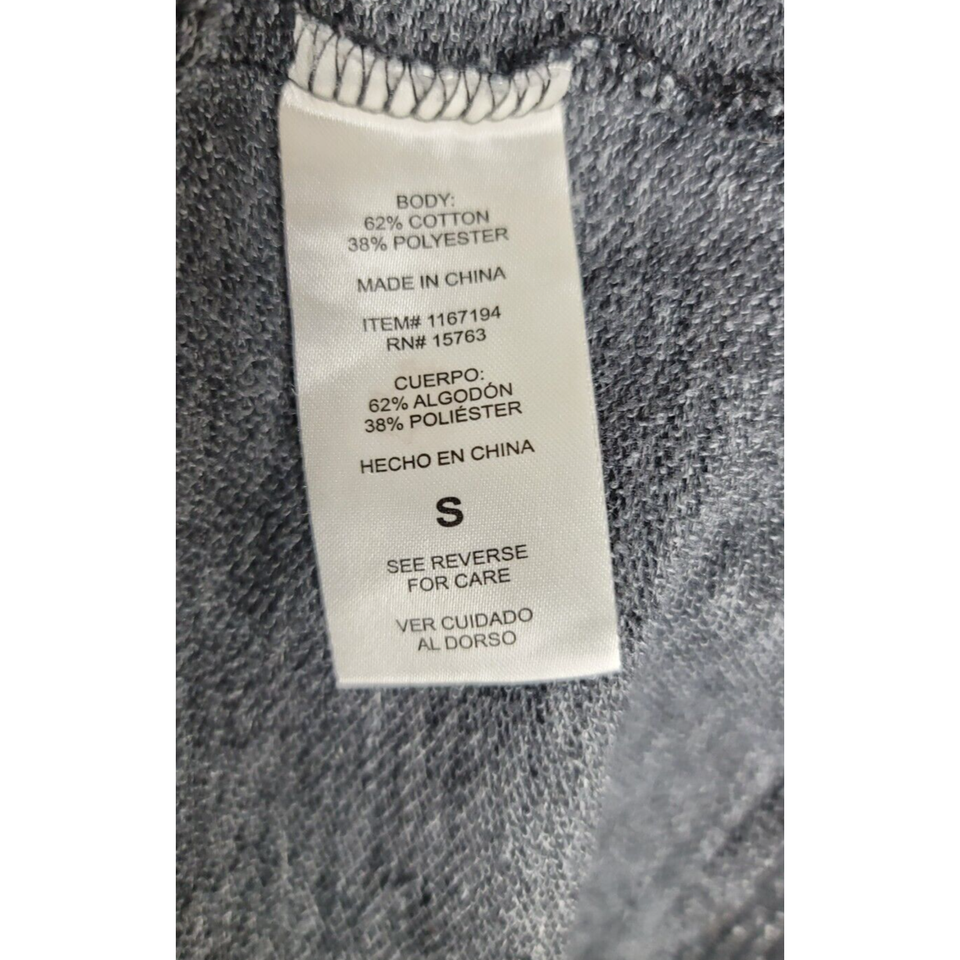 BODY:
62% COTTON
38% POLYESTER
MADE IN CHINA
ITEM# 1167194
RN# 15763
CUERPO:
62% ALGODÓN
38% POLIÉSTER
HECHO EN CHINA
S
SEE REVERSE
FOR CARE
VER CUIDADO
AL DORSO